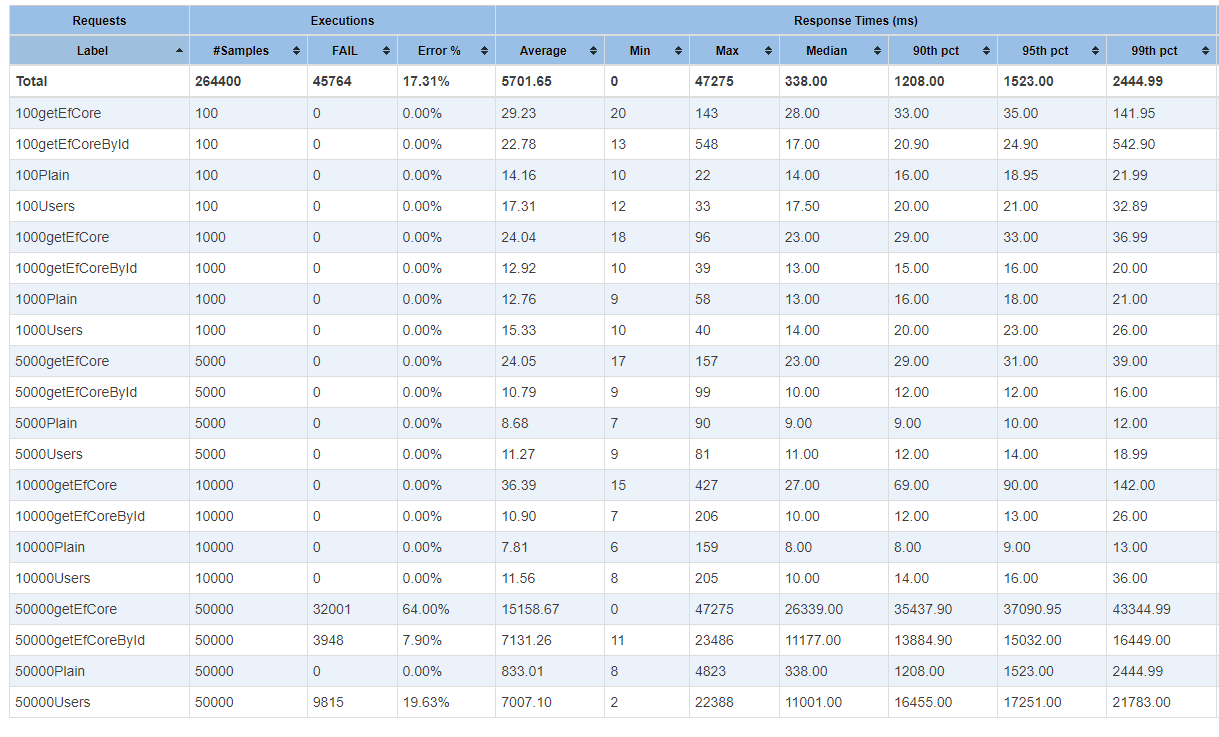 Requests Executions Response Times (ms)
Label #Samples FAIL Error % Average Min Max Median 90th pct 95th pct 99th pct
Total 264400 45764 17.31% 5701.65 0 47275 338.00 1208.00 1523.00 2444.99
100getEfCore 100 0 0.00% 29.23 20 143 28.00 33.00 35.00 141.95
100getEfCoreById 100 0 0.00% 22.78 13 548 17.00 20.90 24.90 542.90
100Plain 100 0 0.00% 14.16 10 22 14.00 16.00 18.95 21.99
100Users 100 0 0.00% 17.31 12 33 17.50 20.00 21.00 32.89
1000getEfCore 1000 0 0.00% 24.04 18 96 23.00 29.00 33.00 36.99
1000getEfCoreById 1000 0 0.00% 12.92 10 39 13.00 15.00 16.00 20.00
1000Plain 1000 0 0.00% 12.76 9 58 13.00 16.00 18.00 21.00
1000Users 1000 0 0.00% 15.33 10 40 14.00 20.00 23.00 26.00
5000getEfCore 5000 0 0.00% 24.05 17 157 23.00 29.00 31.00 39.00
5000getEfCoreById 5000 0 0.00% 10.79 9 99 10.00 12.00 12.00 16.00
5000Plain 5000 0 0.00% 8.68 7 90 9.00 9.00 10.00 12.00
5000Users 5000 0 0.00% 11.27 9 81 11.00 12.00 14.00 18.99
10000getEfCore 10000 0 0.00% 36.39 15 427 27.00 69.00 90.00 142.00
10000getEfCoreById 10000 0 0.00% 10.90 7 206 10.00 12.00 13.00 26.00
10000Plain 10000 0 0.00% 7.81 6 159 8.00 8.00 9.00 13.00
10000Users 10000 0 0.00% 11.56 8 205 10.00 14.00 16.00 36.00
50000getEfCore 50000 32001 64.00% 15158.67 0 47275 26339.00 35437.90 37090.95 43344.99
50000getEfCoreById 50000 3948 7.90% 7131.26 11 23486 11177.00 13884.90 15032.00 16449.00
50000Plain 50000 0 0.00% 833.01 8 4823 338.00 1208.00 1523.00 2444.99
50000Users 50000 9815 19.63% 7007.10 2 22388 11001.00 16455.00 17251.00 21783.00